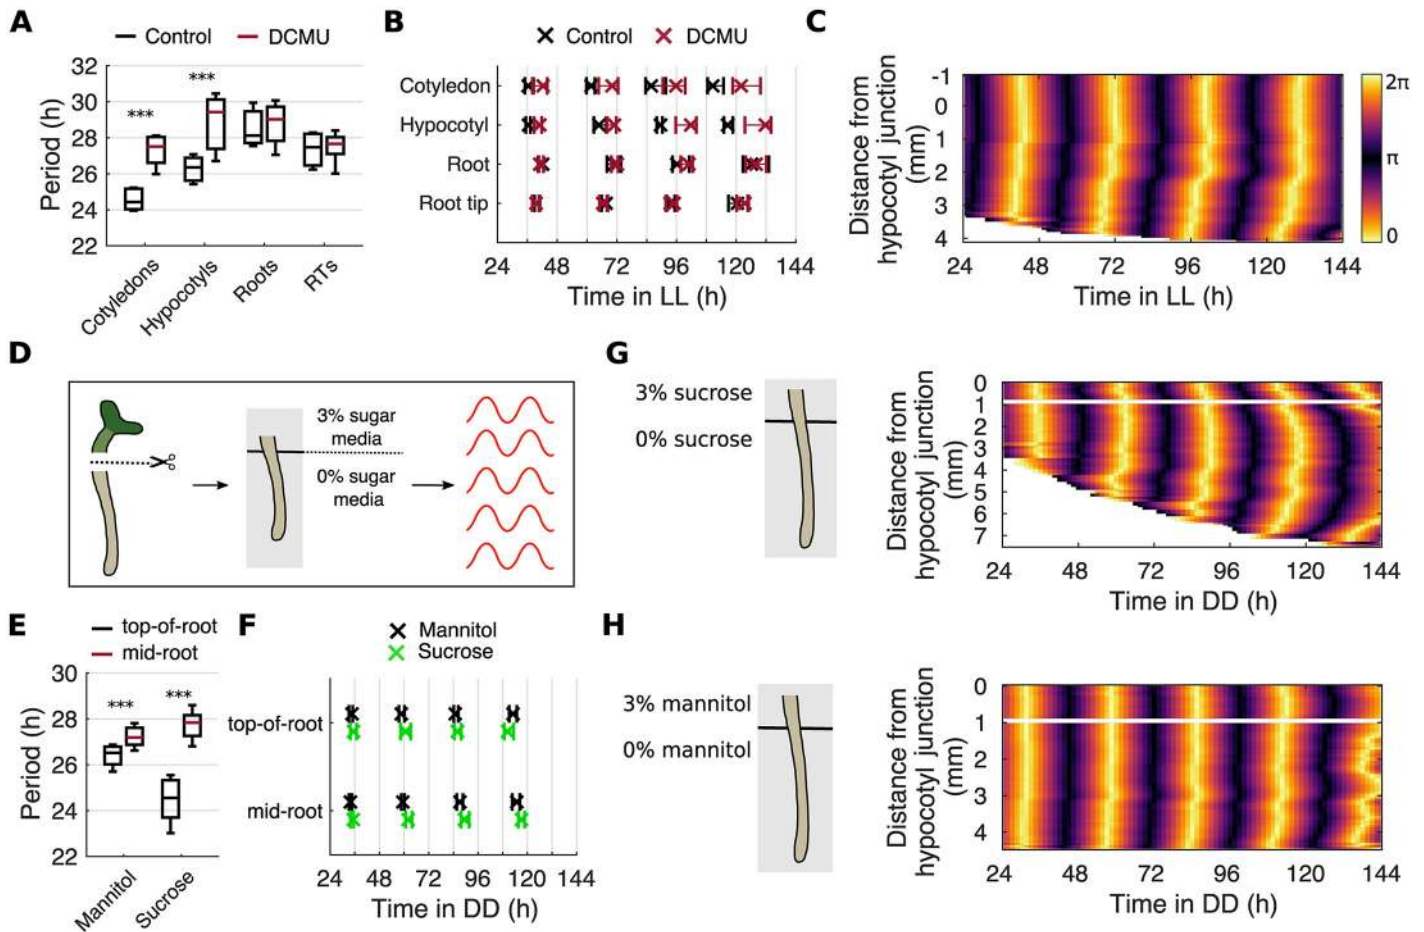 A
Control
DCMU
Period (h)
32
30
28
26
24
22
***
***
Cotyledons
Hypocotyls
Roots
RTs
B
Control
DCMU
Cotyledon
Hypocotyl
Root
Root tip
24 48 72 96 120 144
Time in LL (h)
C
Distance from
hypocotyl junction
(mm)
-1
0
1
2
3
4
24 48 72 96 120 144
Time in LL (h)
2π
π
0
D
3% sugar
media
0% sugar
media
G
3% sucrose
0% sucrose
Distance from
hypocotyl junction
(mm)
0
1
2
3
4
5
6
7
24 48 72 96 120 144
Time in DD (h)
E
top-of-root
mid-root
Period (h)
30
28
26
24
22
***
***
Mannitol
Sucrose
F
Mannitol
Sucrose
top-of-root
mid-root
24 48 72 96 120 144
Time in DD (h)
H
3% mannitol
0% mannitol
Distance from
hypocotyl junction
(mm)
0
1
2
3
4
24 48 72 96 120 144
Time in DD (h)